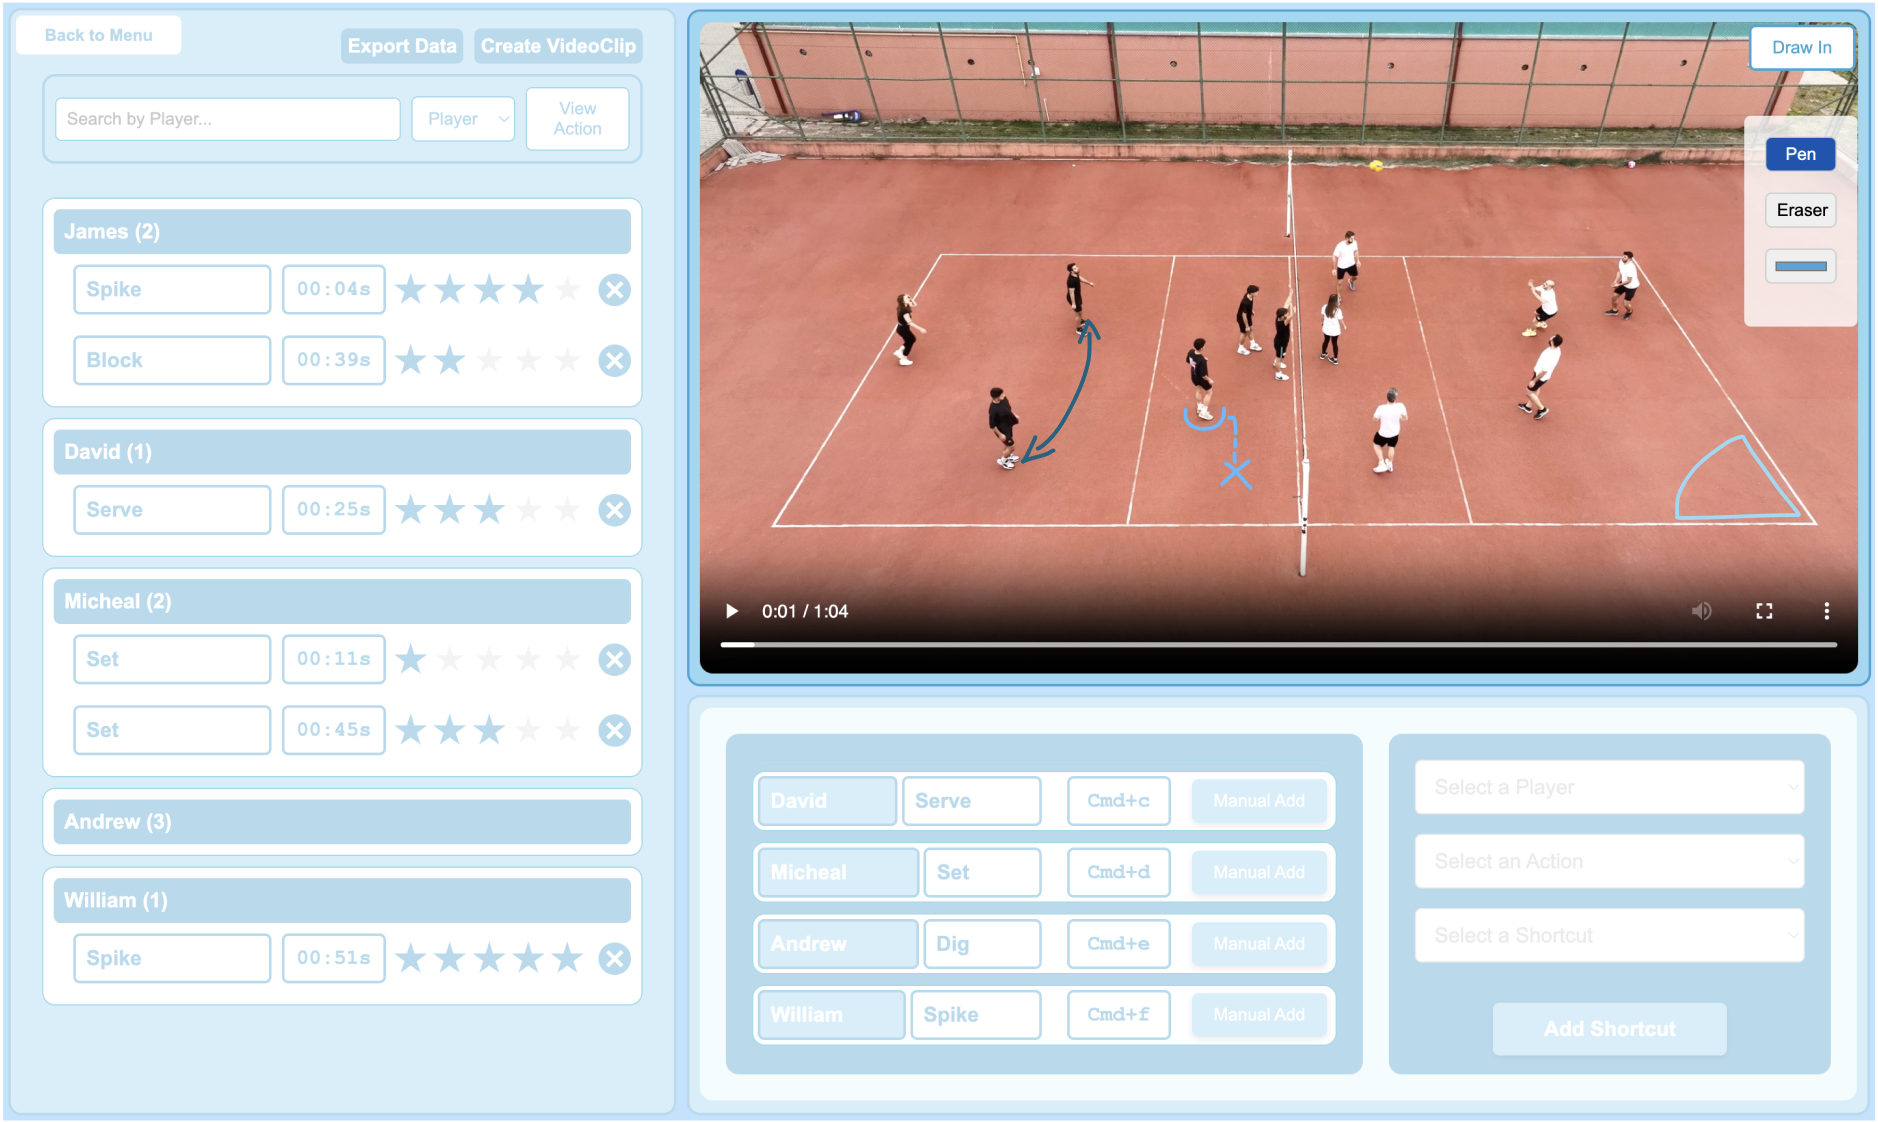 Back to Menu
Export Data
Create VideoClip
Search by Player...
Player
View
Action
James (2)
Spike
00:04s
Block
00:39s
David (1)
Serve
00:25s
Micheal (2)
Set
00:11s
Set
00:45s
Andrew (3)
William (1)
Spike
00:51s
Draw In
Pen
Eraser
0:01 / 1:04
David
Serve
Cmd+c
Manual Add
Micheal
Set
Cmd+d
Manual Add
Andrew
Dig
Cmd+e
Manual Add
William
Spike
Cmd+f
Manual Add
Select a Player
Select an Action
Select a Shortcut
Add Shortcut